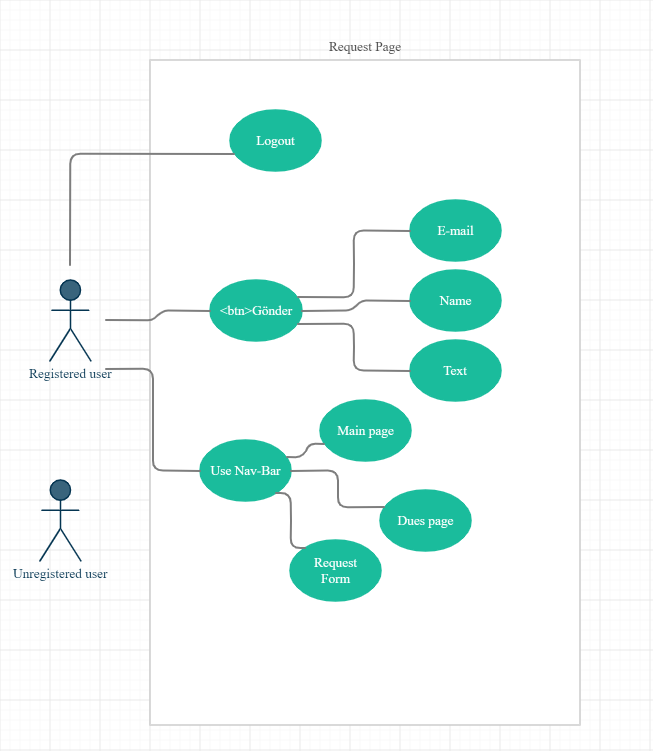 Request Page
Logout
E-mail
<btn>Gönder
Name
Text
Registered user
Main page
Use Nav-Bar
Dues page
Request
Form
Unregistered user